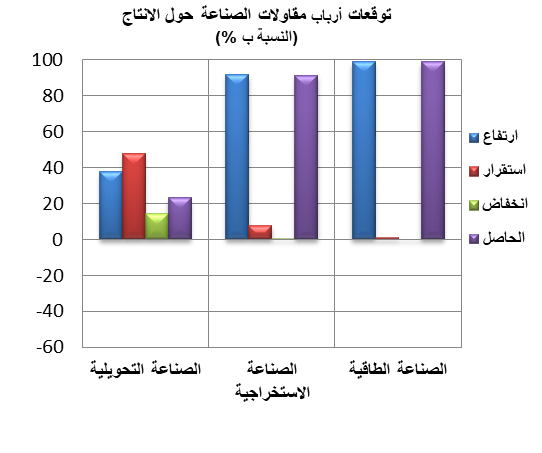 توقعات أرباب مقاولات الصناعة حول الانتاج
(النسبة ب %)
100
80
60
40
20
0
-20
-40
-60
ارتفاع
استقرار
انخفاض
الحاصل
الصناعة التحويلية
الصناعة
الاستخراجية
الصناعة الطاقية